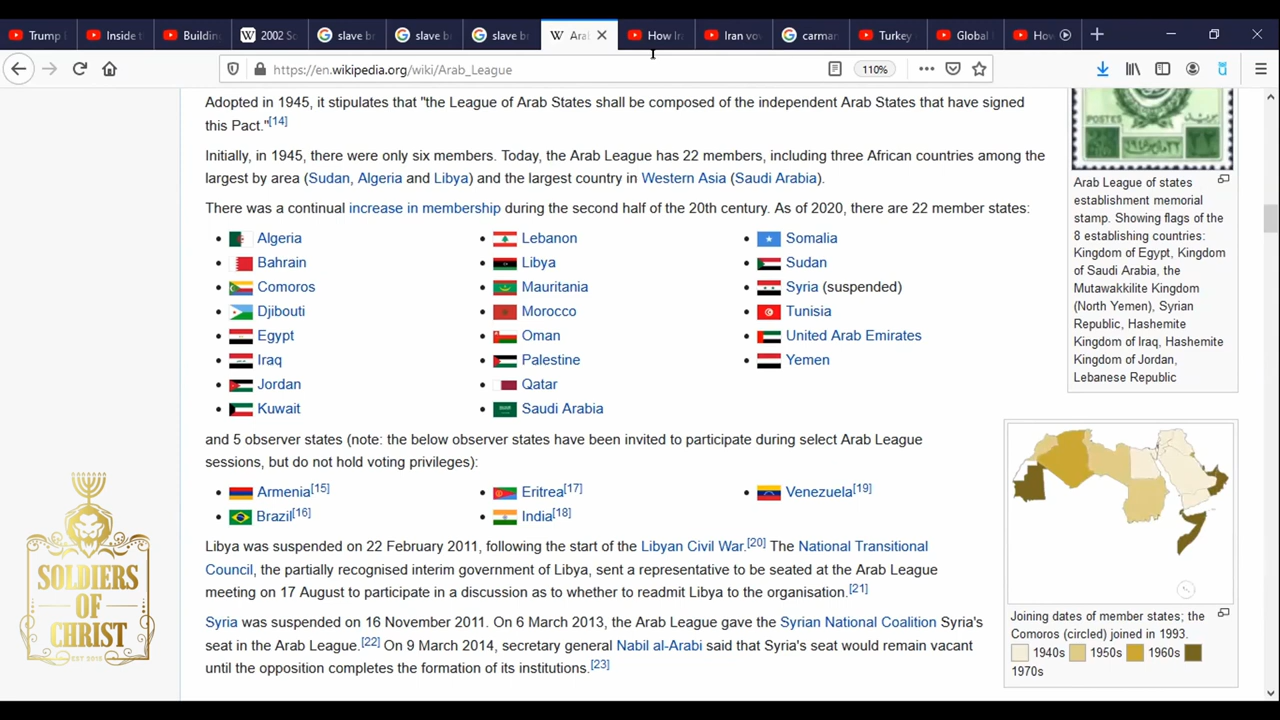 Trump
Inside t
Buildin
2002 So
slave br
slave ba
slave br
Ara
How Ir
Iran vov
carman
Turkey
Global
How
https://en.wikipedia.org/wiki/Arab_League
110%
Adopted in 1945, it stipulates that "the League of Arab States shall be composed of the independent Arab States that have signed
this Pact."[14]
Initially, in 1945, there were only six members. Today, the Arab League has 22 members, including three African countries among the
largest by area (Sudan, Algeria and Libya) and the largest country in Western Asia (Saudi Arabia).
There was a continual increase in membership during the second half of the 20th century. As of 2020, there are 22 member states:
Algeria
Bahrain
Comoros
Djibouti
Egypt
Iraq
Jordan
Kuwait
Lebanon
Libya
Mauritania
Morocco
Oman
Palestine
Qatar
Saudi Arabia
Somalia
Sudan
Syria (suspended)
Tunisia
United Arab Emirates
Yemen
and 5 observer states (note: the below observer states have been invited to participate during select Arab League
sessions, but do not hold voting privileges):
Armenia[15]
Brazil[16]
Eritrea[17]
India[18]
Venezuela[19]
Libya was suspended on 22 February 2011, following the start of the Libyan Civil War.[20] The National Transitional
Council, the partially recognised interim government of Libya, sent a representative to be seated at the Arab League
meeting on 17 August to participate in a discussion as to whether to readmit Libya to the organisation.[21]
Syria was suspended on 16 November 2011. On 6 March 2013, the Arab League gave the Syrian National Coalition Syria's
seat in the Arab League.[22] On 9 March 2014, secretary general Nabil al-Arabi said that Syria's seat would remain vacant
until the opposition completes the formation of its institutions.[23]
POSTES
Arab League of states
establishment memorial
stamp. Showing flags of the
8 establishing countries:
Kingdom of Egypt, Kingdom
of Saudi Arabia, the
Mutawakkilite Kingdom
(North Yemen), Syrian
Republic, Hashemite
Kingdom of Iraq, Hashemite
Kingdom of Jordan,
Lebanese Republic
Joining dates of member states; the
Comoros (circled) joined in 1993.
1940s 1950s 1960s
1970s
SOLDIERS
OF
CHRIST